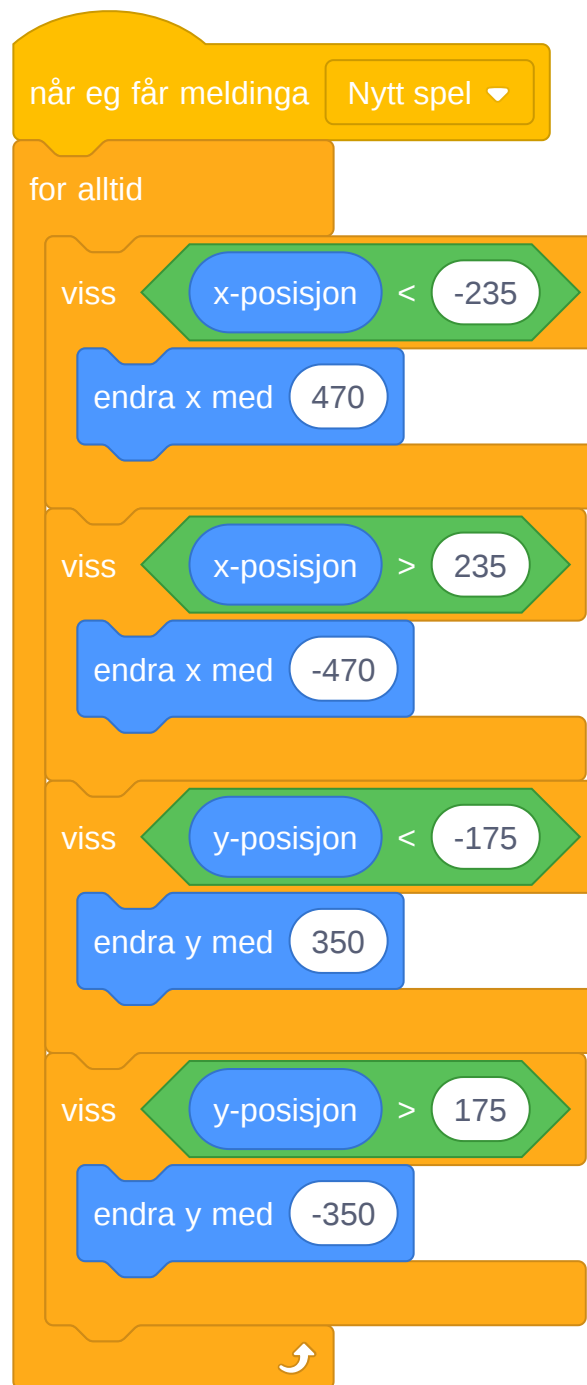 når eg får meldinga Nytt spel
for alltid
viss x-posisjon < -235
endra x med 470
viss x-posisjon > 235
endra x med -470
viss y-posisjon < -175
endra y med 350
viss y-posisjon > 175
endra y med -350